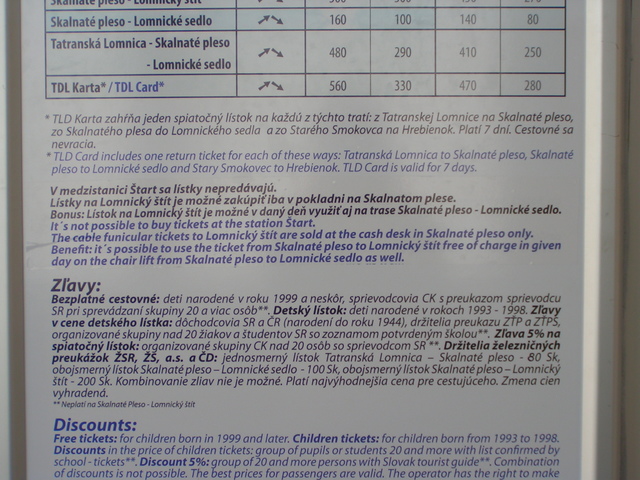 Skalnaté pleso - Lomnické sedlo 160 100 140 80
Tatranská Lomnica - Skalnaté pleso
- Lomnické sedlo 480 290 410 250
TDL Karta* / TDL Card* 560 330 470 280
* TLD Karta zahŕňa jeden spiatočný lístok na každú z týchto tratí: z Tatranskej Lomnice na Skalnaté pleso,
zo Skalnatého plesa do Lomnického sedla a zo Starého Smokovca na Hrebienok. Platí 7 dní. Cestovné sa
nevracia.
* TLD Card includes one return ticket for each of these ways: Tatranská Lomnica to Skalnaté pleso, Skalnaté
pleso to Lomnické sedlo and Stary Smokovec to Hrebienok. TLD Card is valid for 7 days.
V medzistanici Štart sa lístky nepredávajú.
Lístky na Lomnický štít je možné zakúpiť iba v pokladni na Skalnatom plese.
Bonus: Lístok na Lomnický štít je možné v daný deň využiť aj na trase Skalnaté pleso - Lomnické sedlo.
It´s not possible to buy tickets at the station Štart.
The cable funicular tickets to Lomnický štít are sold at the cash desk in Skalnaté pleso only.
Benefit: it´s possible to use the ticket from Skalnaté pleso to Lomnický štít free of charge in given
day on the chair lift from Skalnaté pleso to Lomnické sedlo as well.
Zľavy:
Bezplatné cestovné: deti narodené v roku 1999 a neskôr, sprievodcovia CK s preukazom sprievodcu
SR pri sprevádzaní skupiny 20 a viac osôb**. Detský lístok: deti narodené v rokoch 1993 - 1998. Zľavy
v cene detského lístka: dôchodcovia SR a ČR (narodení do roku 1944), držitelia preukazu ZŤP a ZŤPS,
organizované skupiny nad 20 žiakov a študentov SR so zoznamom potvrdeným školou**. Zľava 5% na
spiatočný lístok: organizované skupiny CK nad 20 osôb so sprievodcom SR **. Držitelia železničných
preukážok ŽSR, ŽŠ, a.s. a ČD: jednosmerný lístok Tatranská Lomnica – Skalnaté pleso - 80 Sk,
obojsmerný lístok Skalnaté pleso – Lomnické sedlo - 100 Sk, obojsmerný lístok Skalnaté pleso – Lomnický
štít - 200 Sk. Kombinovanie zliav nie je možné. Platí najvýhodnejšia cena pre cestujúceho. Zmena cien
vyhradená.
** Neplatí na Skalnaté Pleso - Lomnický štít
Discounts:
Free tickets: for children born in 1999 and later. Children tickets: for children born from 1993 to 1998.
Discounts in the price of children tickets: group of pupils or students 20 and more with list confirmed by
school - tickets**. Discount 5%: group of 20 and more persons with Slovak tourist guide**. Combination
of discounts is not possible. The best prices for passengers are valid. The operator has the right to make